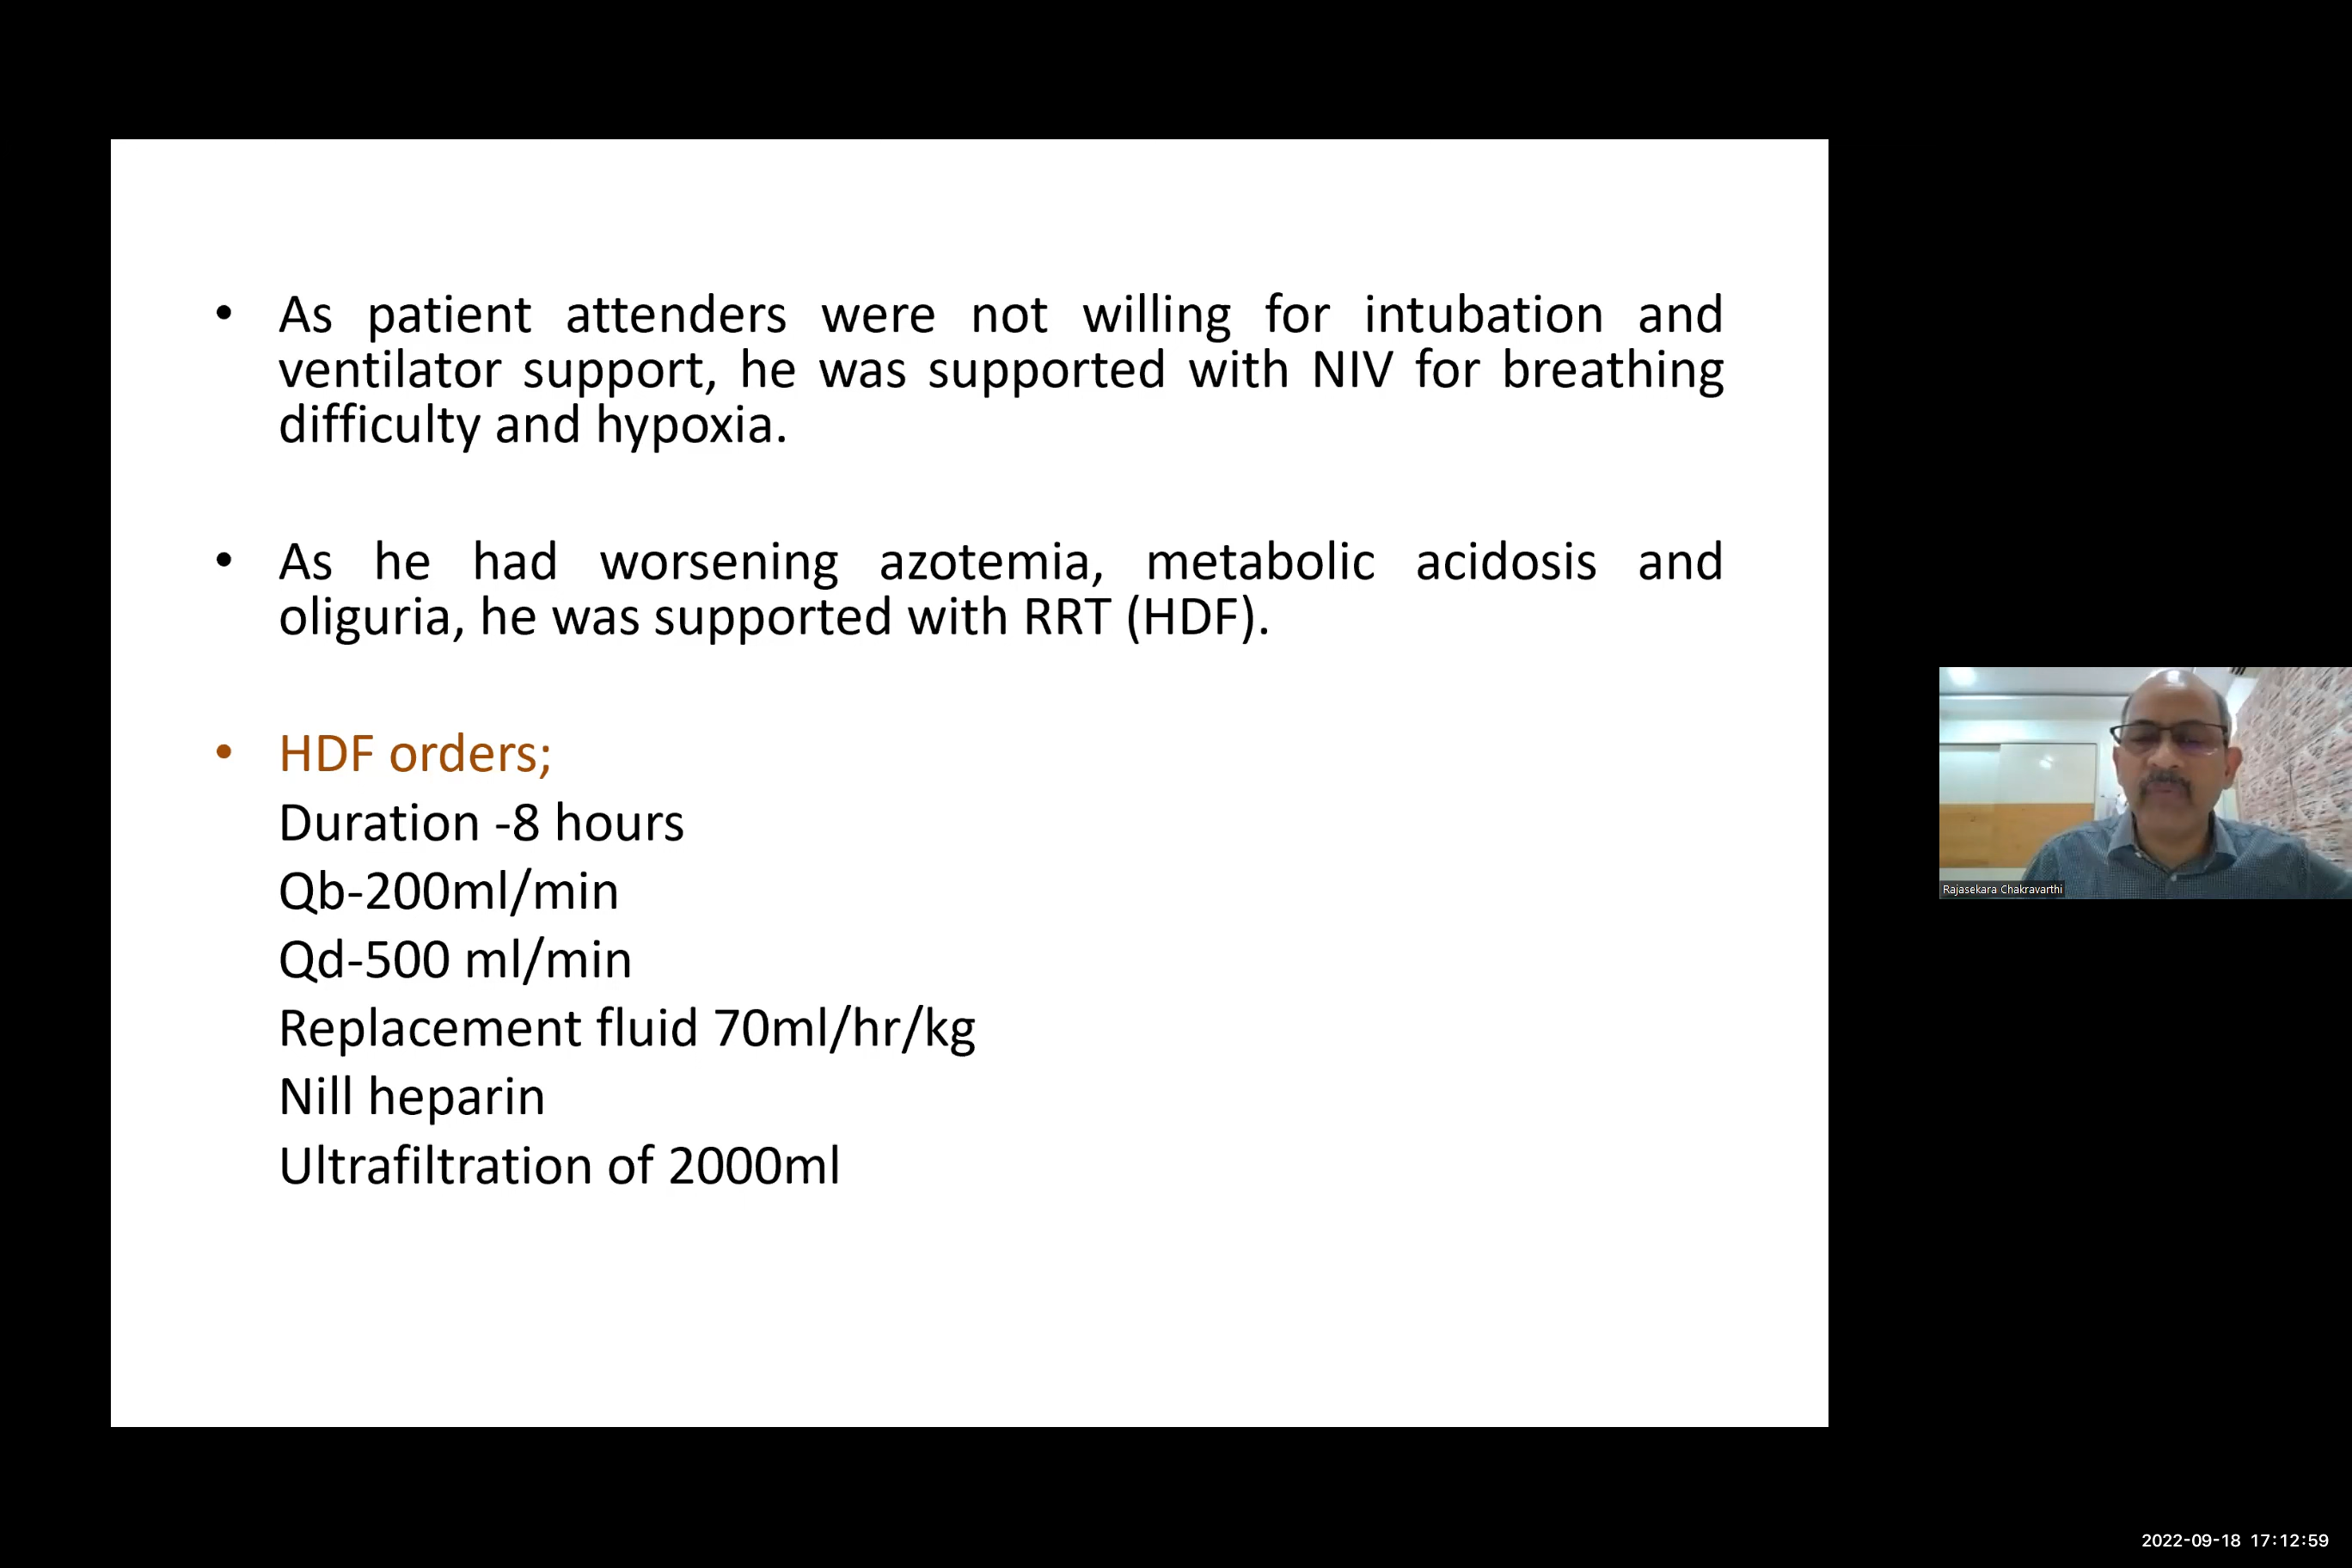 • As patient attenders were not willing for intubation and
ventilator support, he was supported with NIV for breathing
difficulty and hypoxia.
• As he had worsening azotemia, metabolic acidosis and
oliguria, he was supported with RRT (HDF).
• HDF orders;
Duration -8 hours
Qb-200ml/min
Qd-500 ml/min
Replacement fluid 70ml/hr/kg
Nill heparin
Ultrafiltration of 2000ml
Rajasekara Chakravarthi
2022-09-18 17:12:59